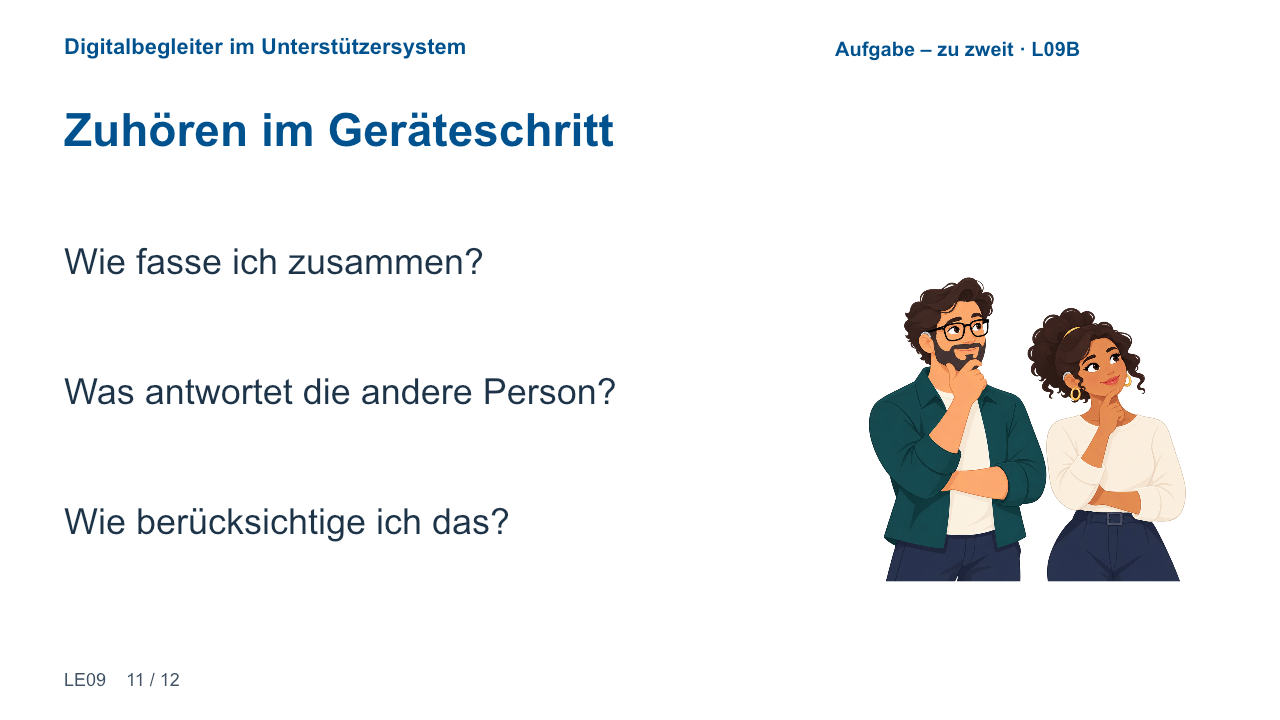 Digitalbegleiter im Unterstützersystem
Aufgabe – zu zweit · L09B
Zuhören im Geräteschritt
Wie fasse ich zusammen?
Was antwortet die andere Person?
Wie berücksichtige ich das?
LE09 11 / 12